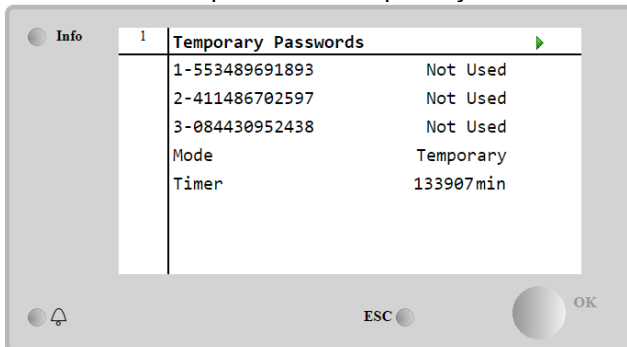 Info
1 Temporary Passwords
1-553489691893 Not Used
2-411486702597 Not Used
3-084430952438 Not Used
Mode Temporary
Timer 133907min
ESC
OK